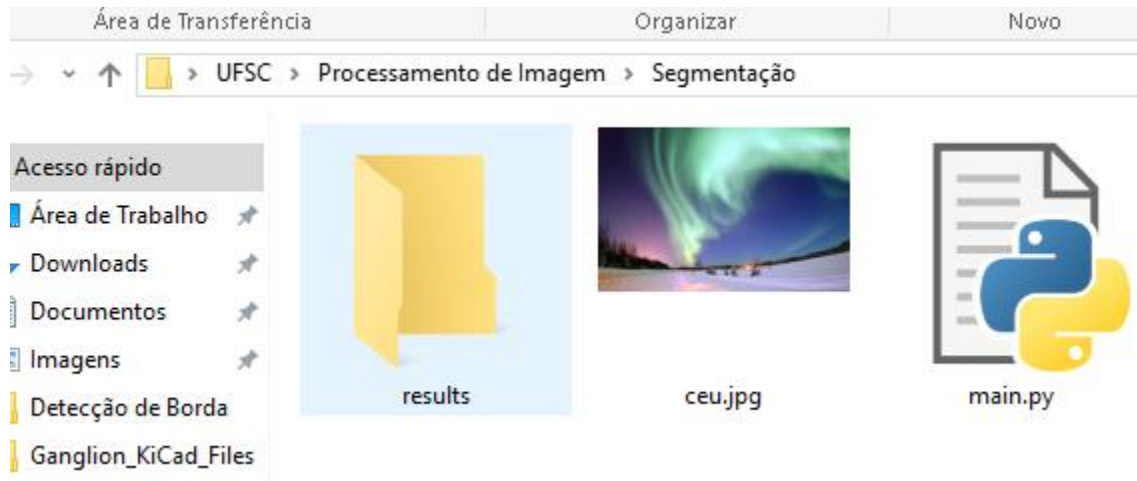 Área de Transferência Organizar Novo
UFSC Processamento de Imagem Segmentação
Acesso rápido
Área de Trabalho
Downloads
Documentos
Imagens
Detecção de Borda
Ganglion_KiCad_Files
results ceu.jpg main.py